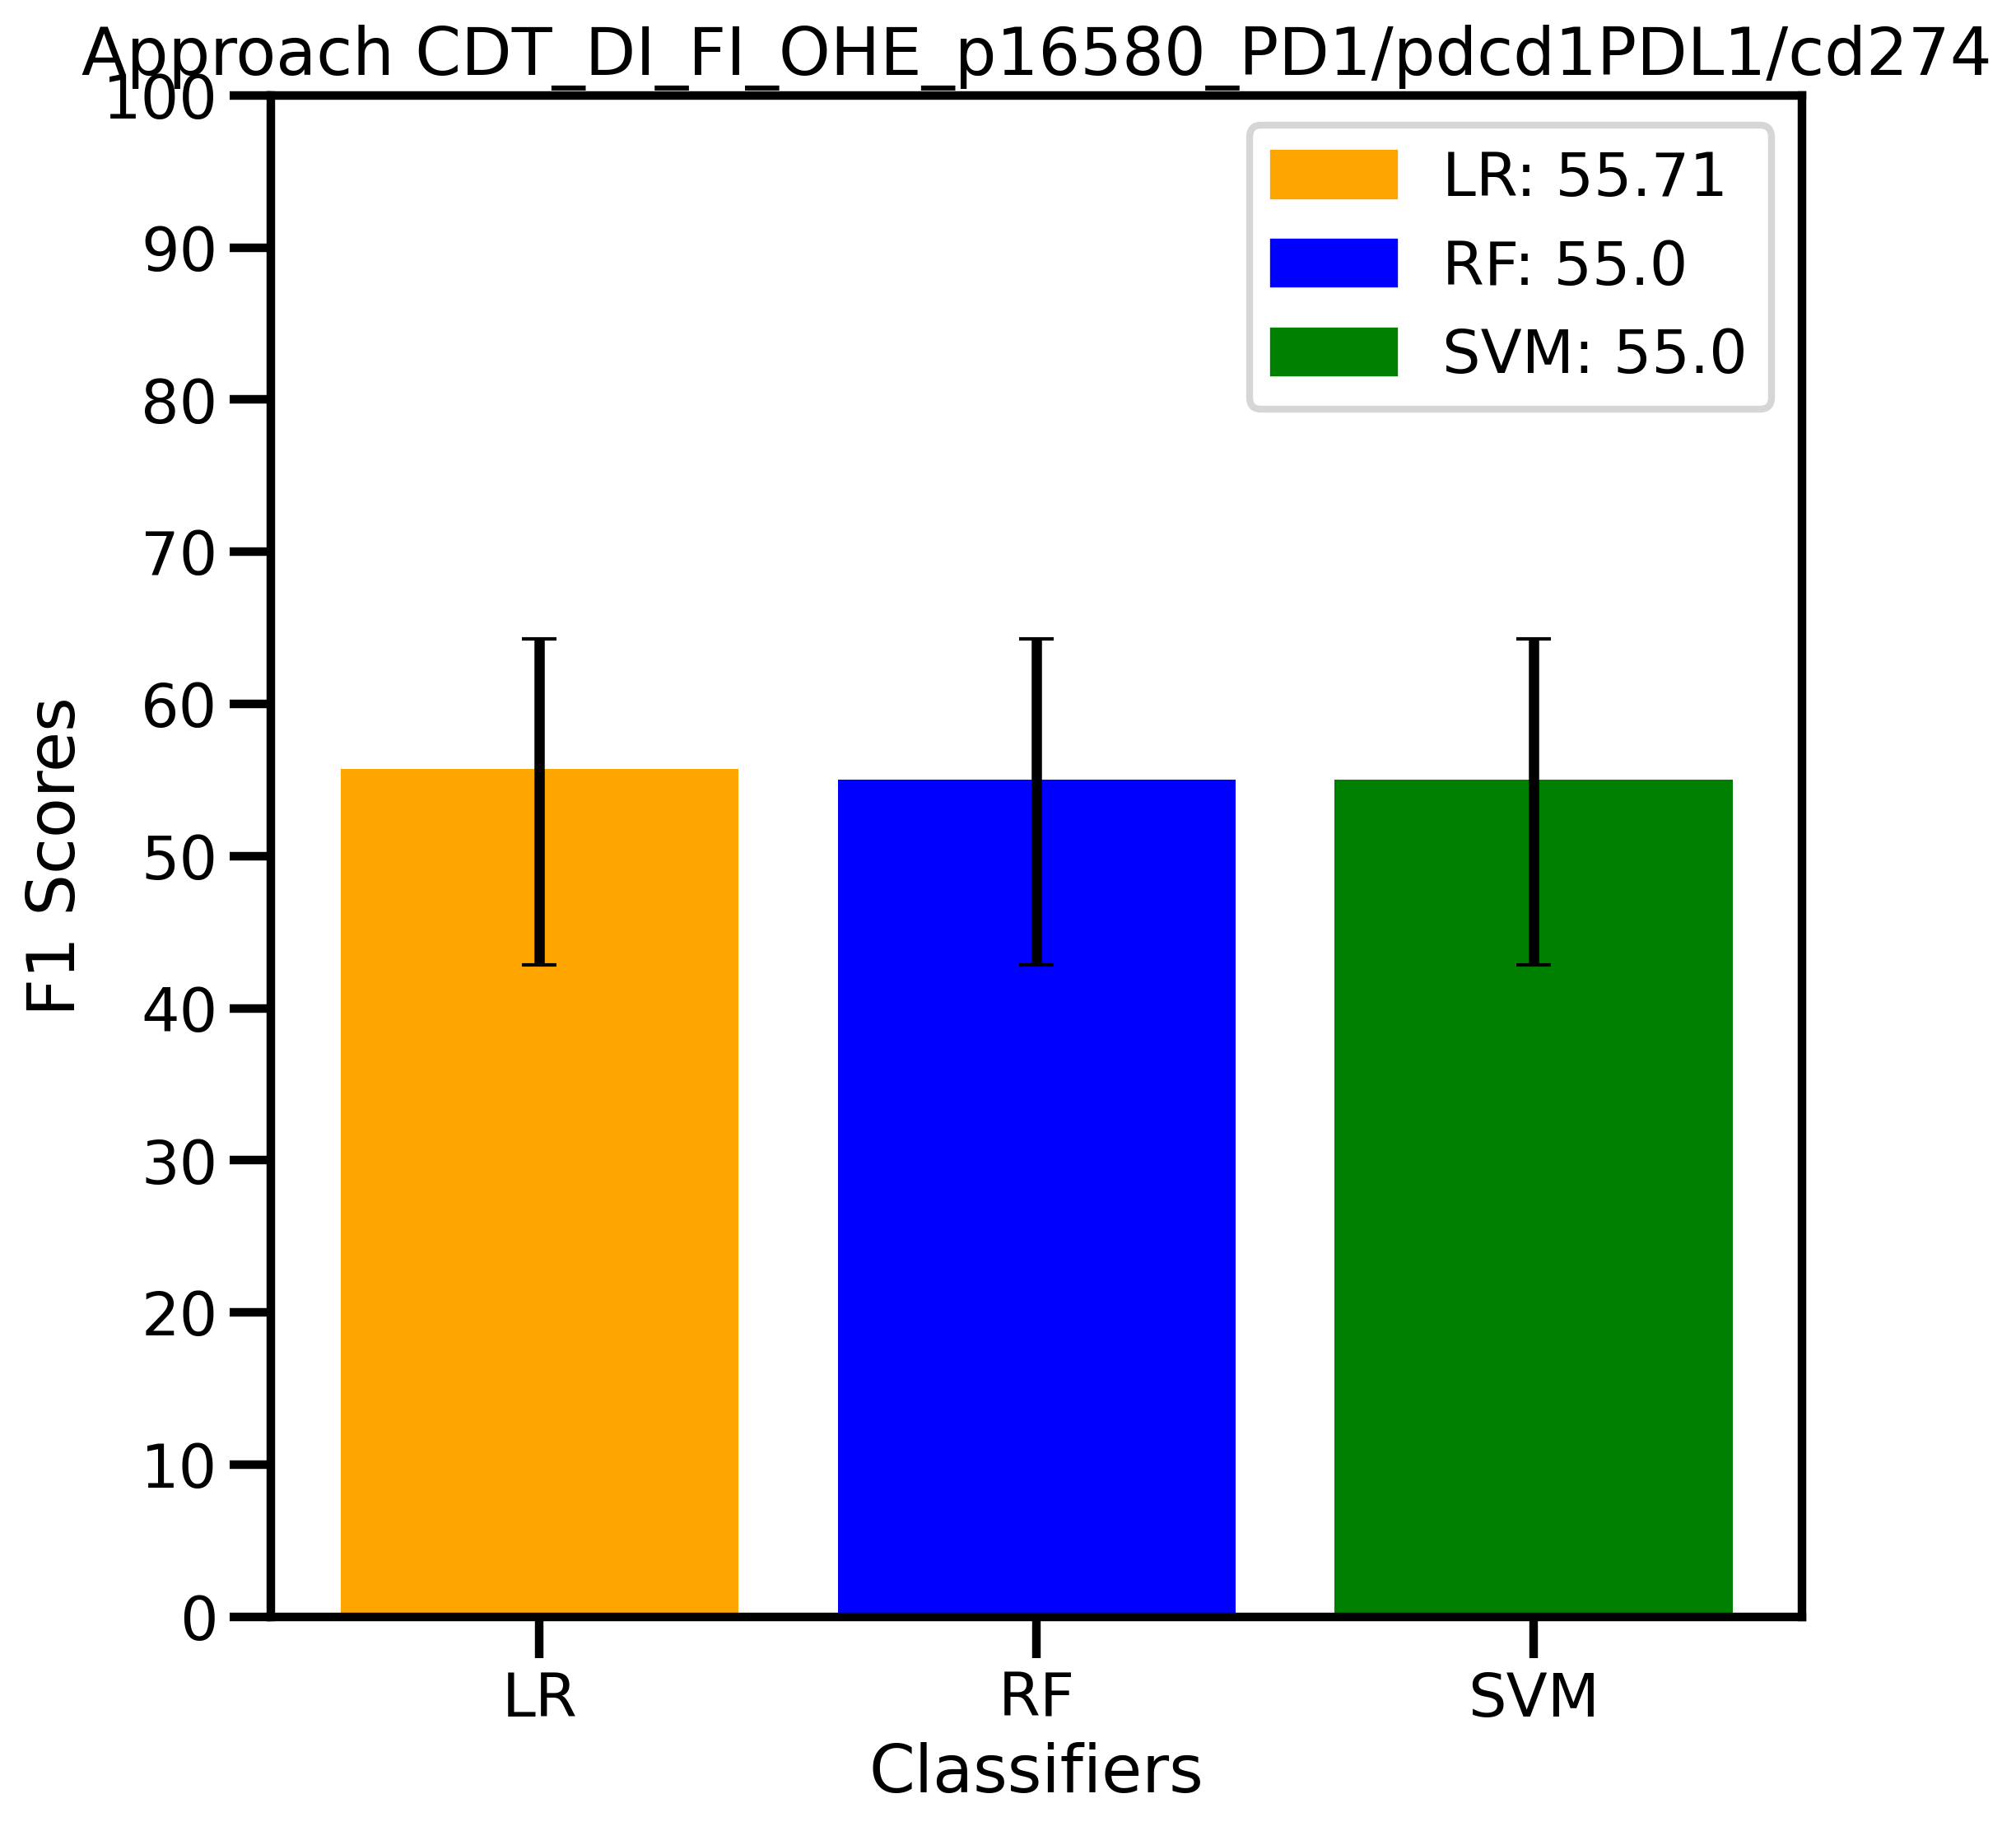 Approach CDT_DI_FI_OHE_p16580_PD1/pdcd1PDL1/cd274
100
90
80
70
60
50
40
30
20
10
0
F1 Scores
LR: 55.71
RF: 55.0
SVM: 55.0
LR
RF
SVM
Classifiers